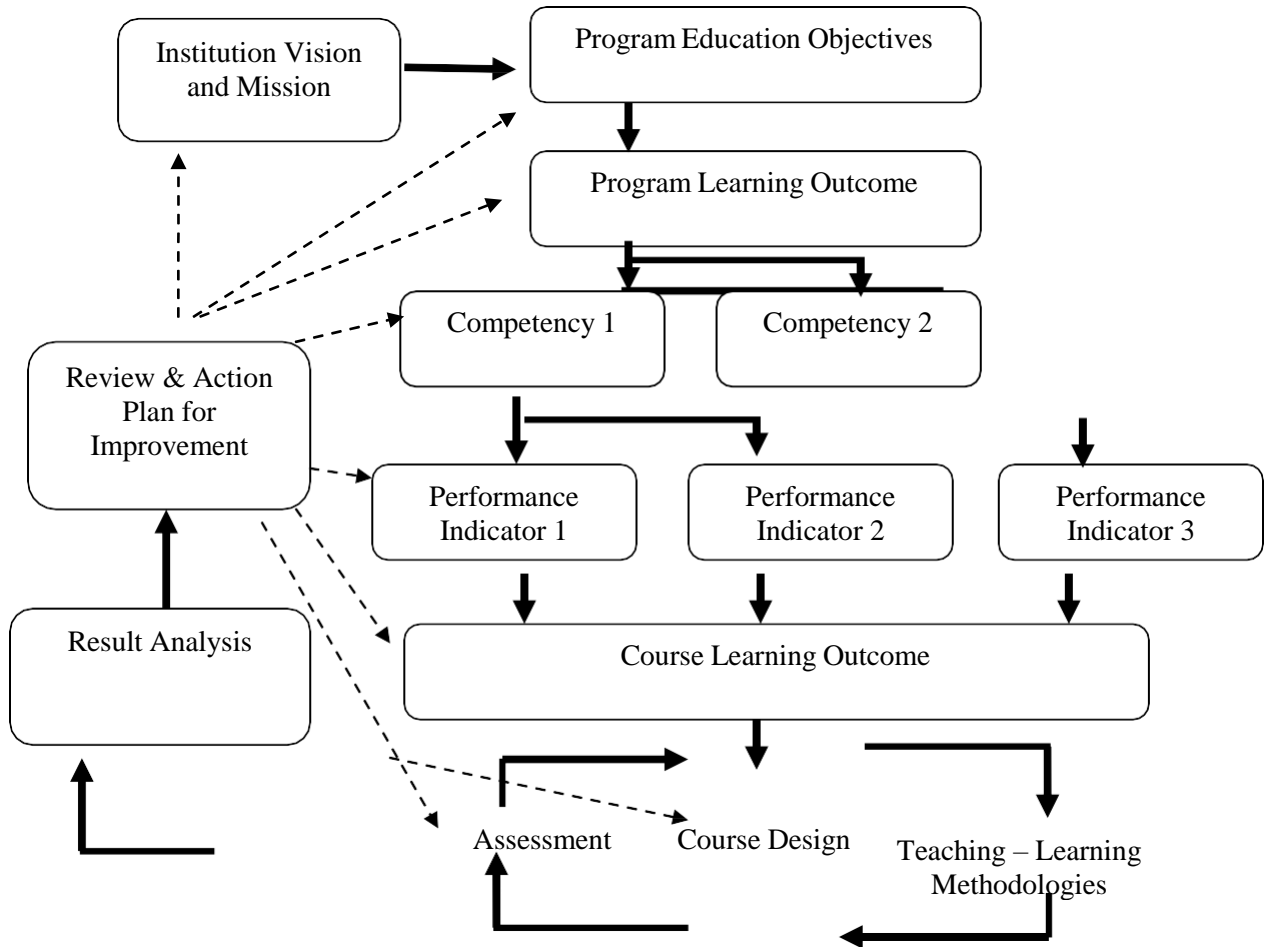 Institution Vision
and Mission
Program Education Objectives
Program Learning Outcome
Competency 1
Competency 2
Review & Action
Plan for
Improvement
Performance
Indicator 1
Performance
Indicator 2
Performance
Indicator 3
Result Analysis
Course Learning Outcome
Assessment
Course Design
Teaching – Learning
Methodologies